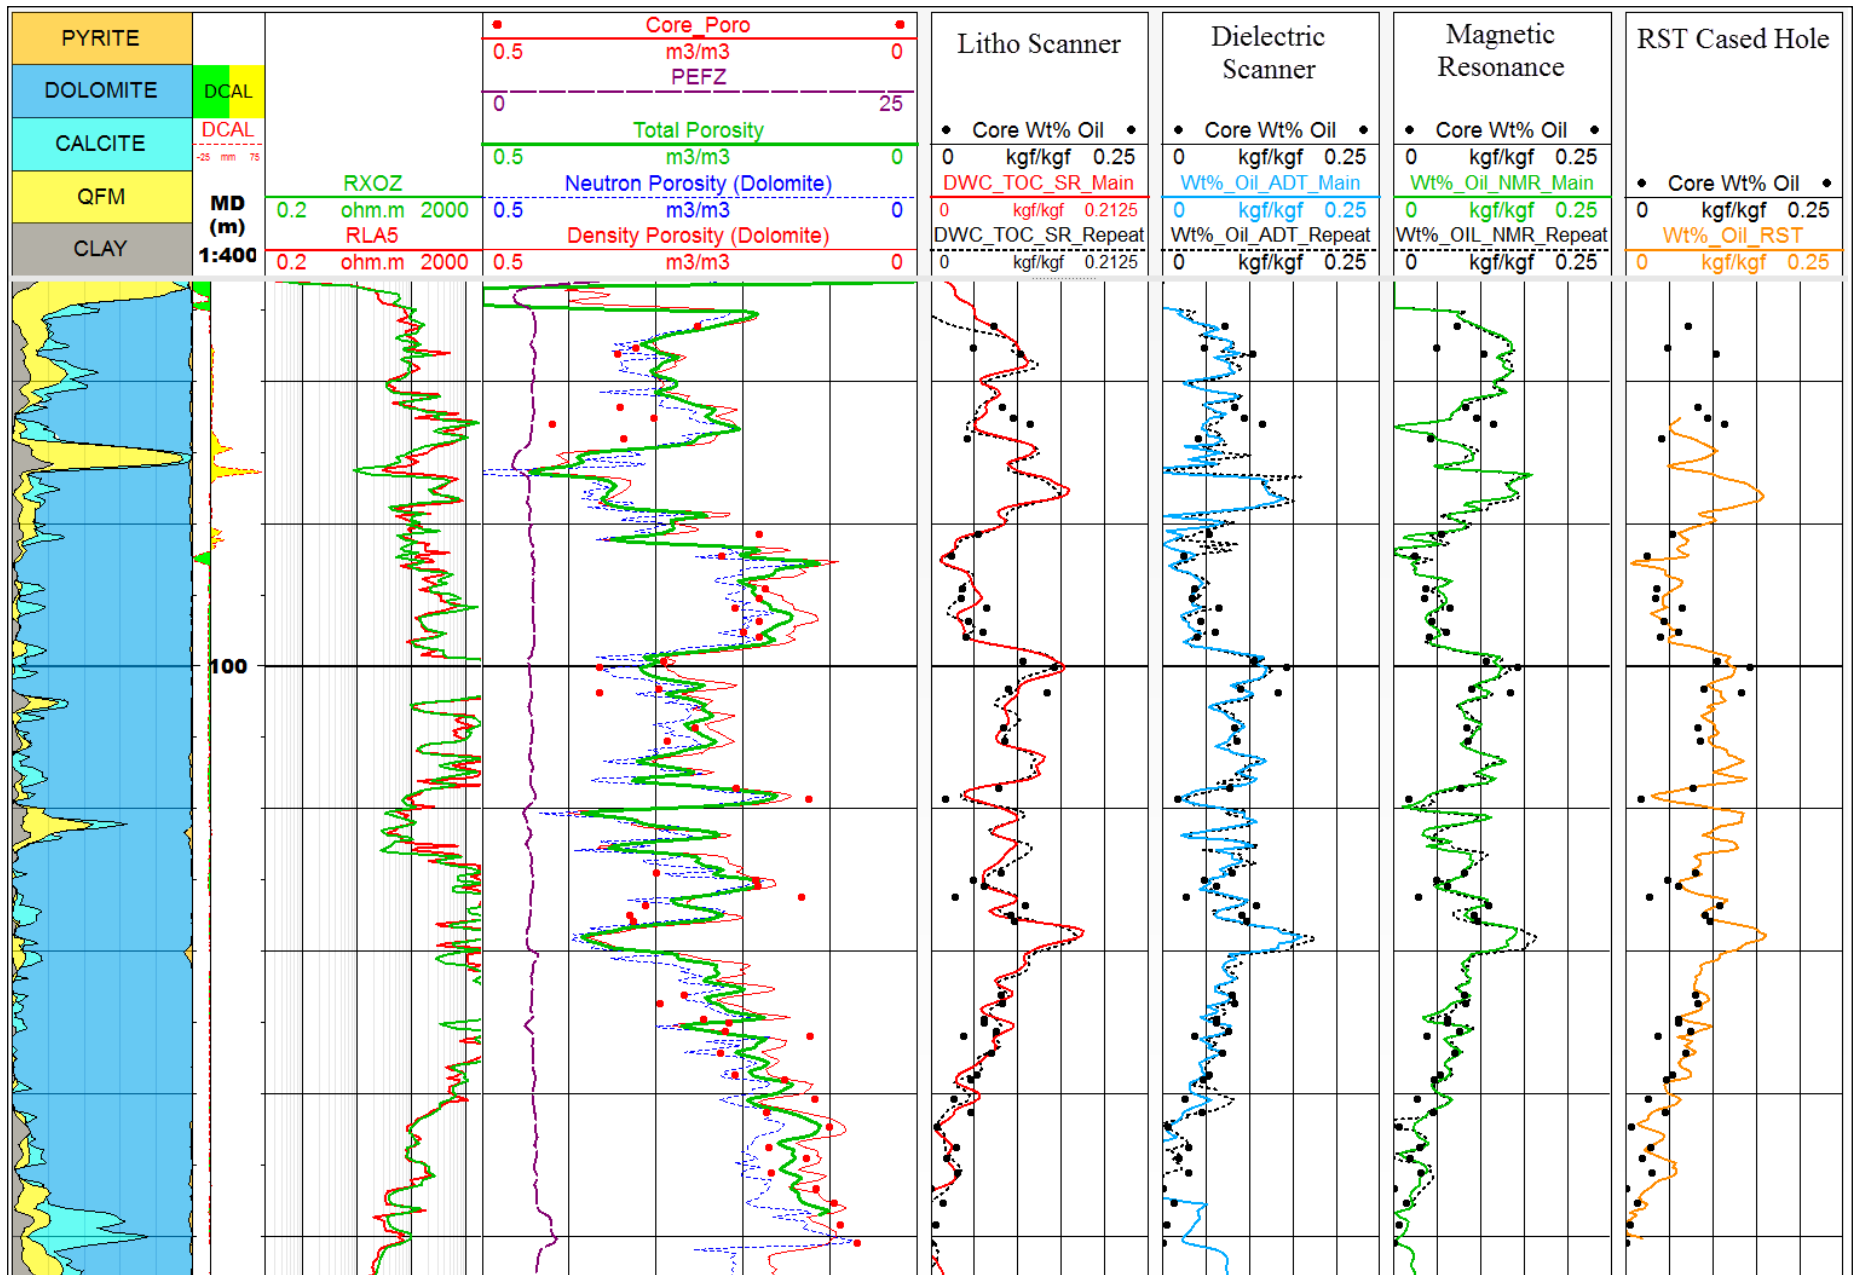 PYRITE
DOLOMITE
CALCITE
QFM
CLAY
DCAL
DCAL
-25 mm 75
MD
(m)
1:400
RXOZ
0.2 ohm.m 2000
RLA5
0.2 ohm.m 2000
Core_Poro
0.5 m3/m3 0
PEFZ
0 25
Total Porosity
0.5 m3/m3 0
Neutron Porosity (Dolomite)
0.5 m3/m3 0
Density Porosity (Dolomite)
0.5 m3/m3 0
Litho Scanner
Core Wt% Oil
0 kgf/kgf 0.25
DWC_TOC_SR_Main
0 kgf/kgf 0.2125
DWC_TOC_SR_Repeat
0 kgf/kgf 0.2125
Dielectric
Scanner
Core Wt% Oil
0 kgf/kgf 0.25
Wt%_Oil_ADT_Main
0 kgf/kgf 0.25
Wt%_Oil_ADT_Repeat
0 kgf/kgf 0.25
Magnetic
Resonance
Core Wt% Oil
0 kgf/kgf 0.25
Wt%_Oil_NMR_Main
0 kgf/kgf 0.25
Wt%_OIL_NMR_Repeat
0 kgf/kgf 0.25
RST Cased Hole
Core Wt% Oil
0 kgf/kgf 0.25
Wt%_Oil_RST
0 kgf/kgf 0.25
100